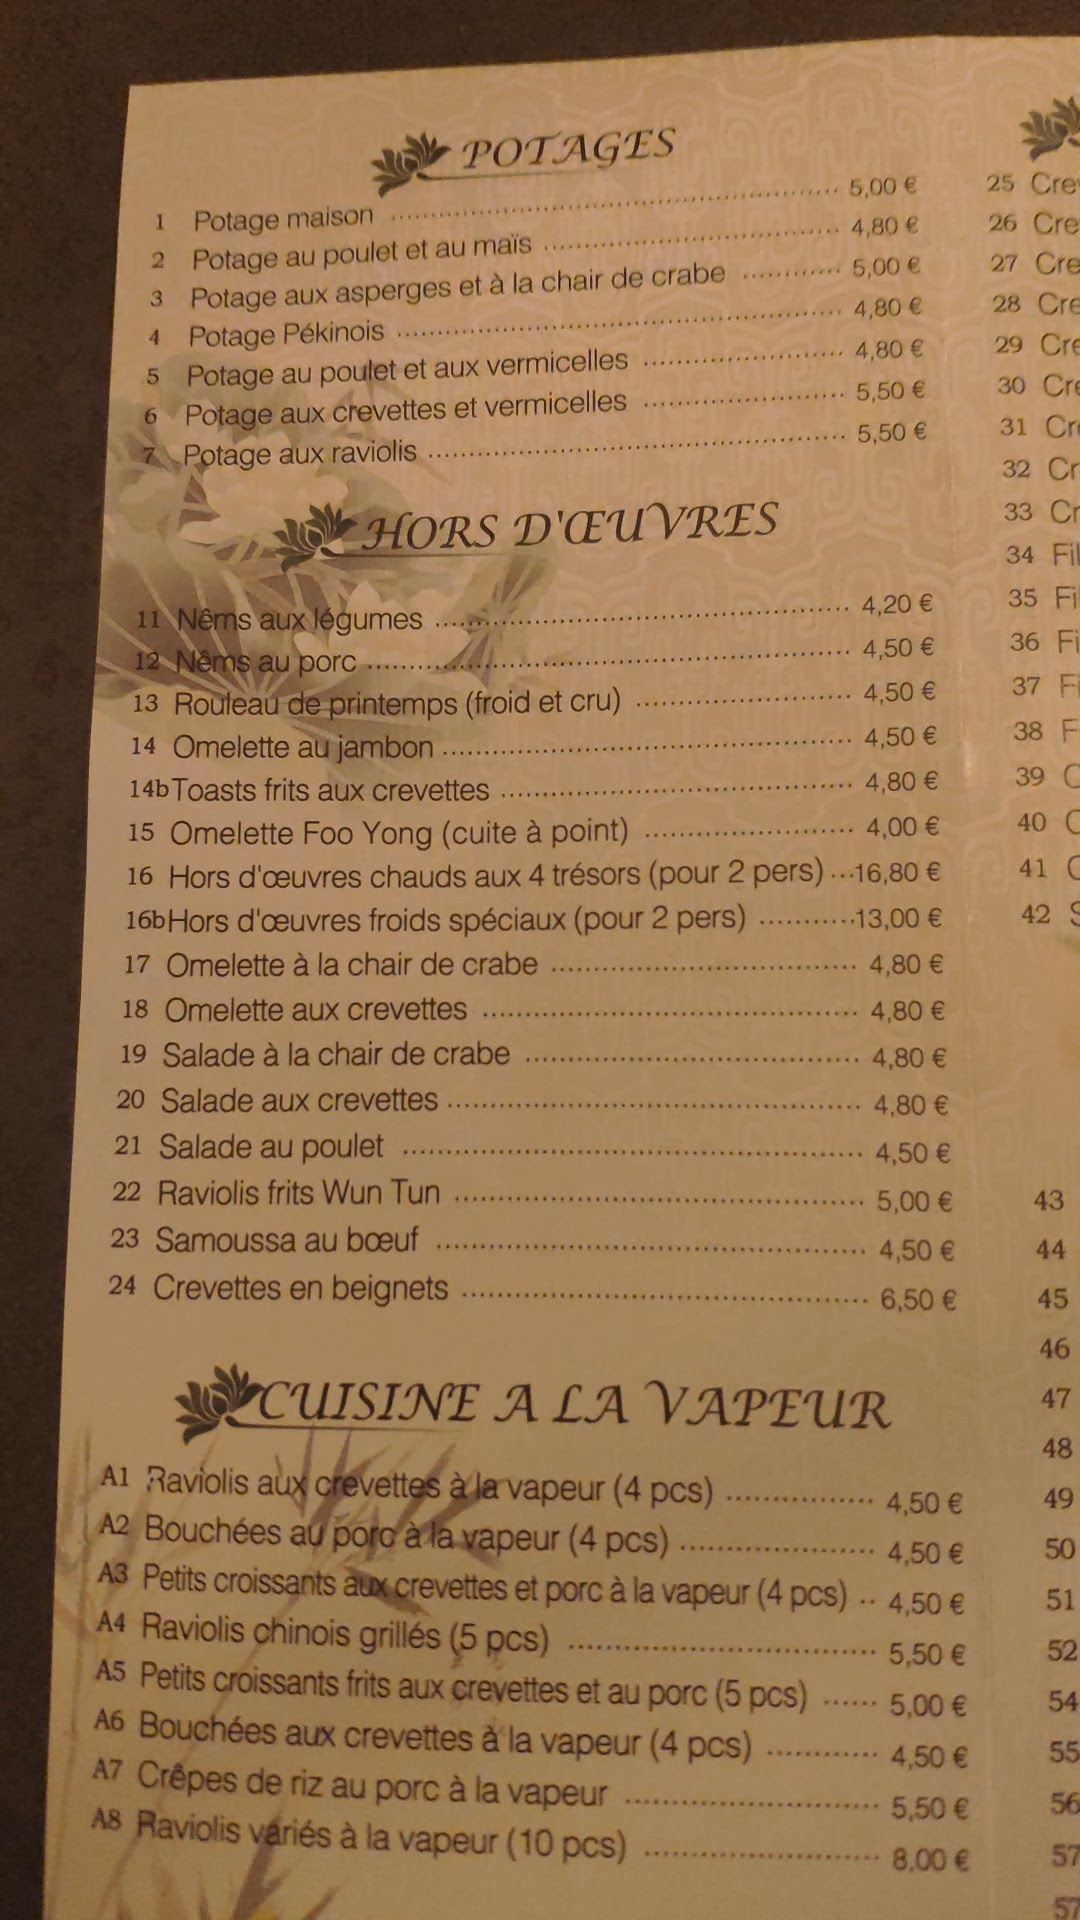 POTAGES
1 Potage maison 5,00 €
2 Potage au poulet et au maïs 4,80 €
3 Potage aux asperges et à la chair de crabe 5,00 €
4 Potage Pékinois 4,80 €
5 Potage au poulet et aux vermicelles 4,80 €
6 Potage aux crevettes et vermicelles 5,50 €
7 Potage aux raviolis 5,50 €
HORS D'ŒUVRES
11 Nêms aux légumes 4,20 €
12 Nêms au porc 4,50 €
13 Rouleau de printemps (froid et cru) 4,50 €
14 Omelette au jambon 4,50 €
14b Toasts frits aux crevettes 4,80 €
15 Omelette Foo Yong (cuite à point) 4,00 €
16 Hors d'œuvres chauds aux 4 trésors (pour 2 pers) 16,80 €
16b Hors d'œuvres froids spéciaux (pour 2 pers) 13,00 €
17 Omelette à la chair de crabe 4,80 €
18 Omelette aux crevettes 4,80 €
19 Salade à la chair de crabe 4,80 €
20 Salade aux crevettes 4,80 €
21 Salade au poulet 4,50 €
22 Raviolis frits Wun Tun 5,00 €
23 Samoussa au bœuf 4,50 €
24 Crevettes en beignets 6,50 €
CUISINE A LA VAPEUR
A1 Raviolis aux crevettes à la vapeur (4 pcs) 4,50 €
A2 Bouchées au porc à la vapeur (4 pcs) 4,50 €
A3 Petits croissants aux crevettes et porc à la vapeur (4 pcs) 4,50 €
A4 Raviolis chinois grillés (5 pcs) 5,50 €
A5 Petits croissants frits aux crevettes et au porc (5 pcs) 5,00 €
A6 Bouchées aux crevettes à la vapeur (4 pcs) 4,50 €
A7 Crêpes de riz au porc à la vapeur 5,50 €
A8 Raviolis variés à la vapeur (10 pcs) 8,00 €
25
26
27
28
29
30
31
32
33
34
35
36
37
38
39
40
41
42
43
44
45
46
47
48
49
50
51
52
54
55
56
57